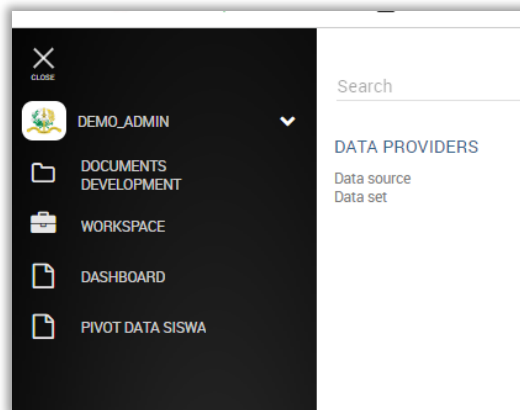 CLOSE
DEMO_ADMIN
DOCUMENTS
DEVELOPMENT
WORKSPACE
DASHBOARD
PIVOT DATA SISWA
Search
DATA PROVIDERS
Data source
Data set